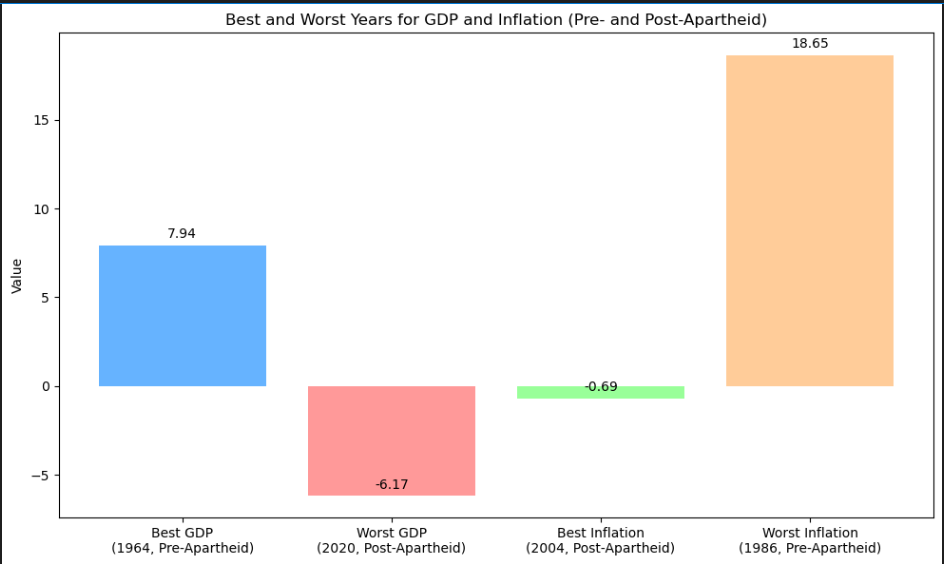 Best and Worst Years for GDP and Inflation (Pre- and Post-Apartheid)
18.65
15
10
7.94
Value
5
0
-0.69
−5
-6.17
Best GDP
(1964, Pre-Apartheid)
Worst GDP
(2020, Post-Apartheid)
Best Inflation
(2004, Post-Apartheid)
Worst Inflation
(1986, Pre-Apartheid)